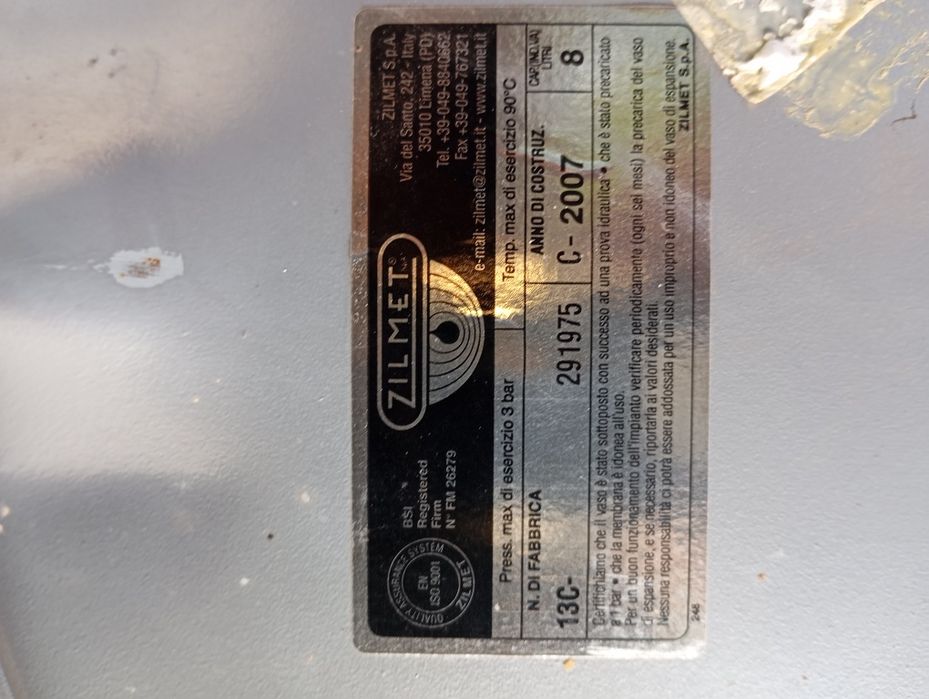 ZILMET®
ZILMET S.p.A.
Via del Santo, 242 - Italy
35010 Limena (PD)
Tel. +39-049-8840662
Fax +39-049-767321
e-mail: zilmet@zilmet.it - www.zilmet.it
QUALITY ASSURANCE SYSTEM
EN
ISO 9001
ZILMET
BSI
Registered
Firm
N° FM 26279
Press. max di esercizio 3 bar
Temp. max di esercizio 90°C
N. DI FABBRICA
ANNO DI COSTRUZ.
LITRI
13C-
291975
C - 2007
8
Certifichiamo che il vaso è stato sottoposto con successo ad una prova idraulica • che è stato precaricato
a 1 bar • che la membrana è idonea all'uso.
Per un buon funzionamento dell'impianto verificare periodicamente (ogni sei mesi) la precarica del vaso
di espansione, e se necessario, riportarla ai valori desiderati.
Nessuna responsabilità ci potrà essere addossata per un uso improprio e non idoneo del vaso di espansione.
ZILMET S.p.A.
248